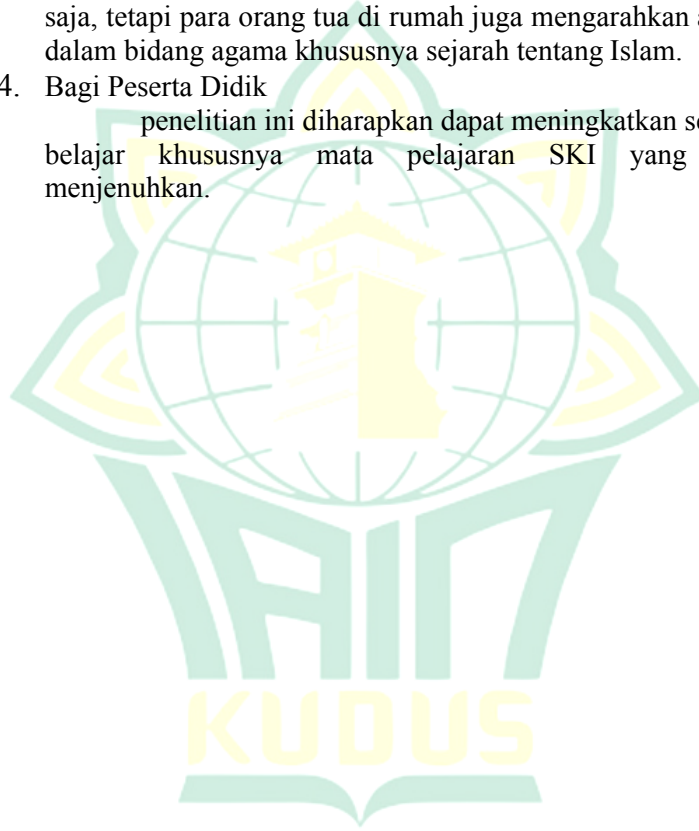 saja, tetapi para orang tua di rumah juga mengarahkan
dalam bidang agama khususnya sejarah tentang Islam.
4. Bagi Peserta Didik
penelitian ini diharapkan dapat meningkatkan
belajar khususnya mata pelajaran SKI yang
menjenuhkan.
IAIN
KUDUS